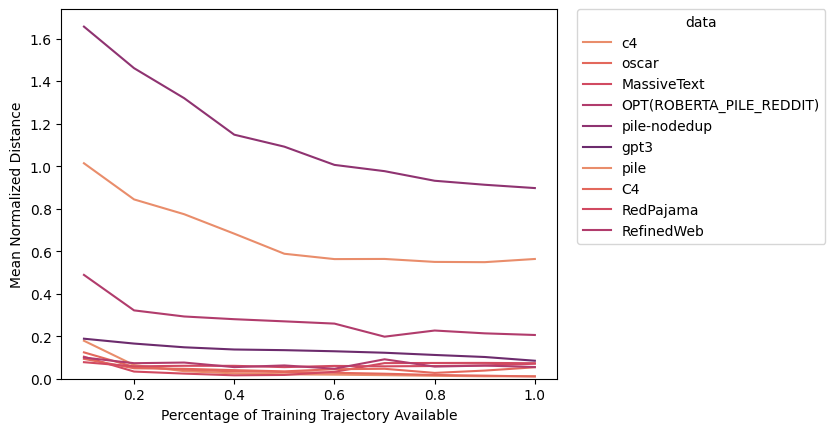 data
c4
oscar
MassiveText
OPT(ROBERTA_PILE_REDDIT)
pile-nodedup
gpt3
pile
C4
RedPajama
RefinedWeb
Mean Normalized Distance
1.6
1.4
1.2
1.0
0.8
0.6
0.4
0.2
0.0
0.2 0.4 0.6 0.8 1.0
Percentage of Training Trajectory Available